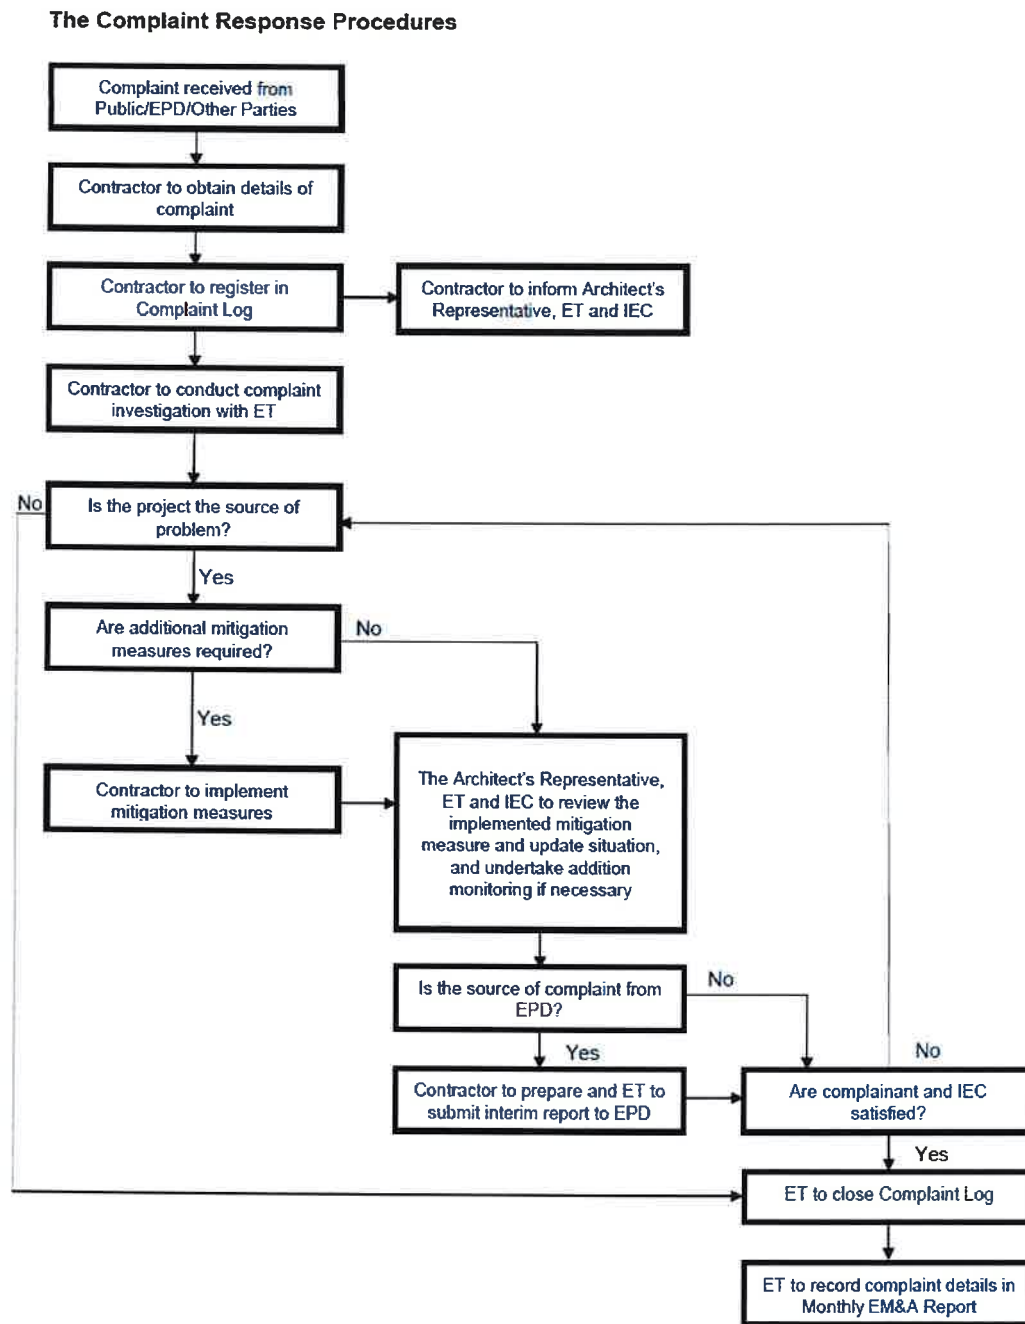 The Complaint Response Procedures
Complaint received from
Public/EPD/Other Parties
Contractor to obtain details of
complaint
Contractor to register in
Complaint Log
Contractor to inform Architect's
Representative, ET and IEC
Contractor to conduct complaint
investigation with ET
No
Is the project the source of
problem?
Yes
Are additional mitigation
measures required?
No
Yes
Contractor to implement
mitigation measures
The Architect's Representative,
ET and IEC to review the
implemented mitigation
measure and update situation,
and undertake addition
monitoring if necessary
Is the source of complaint from
EPD?
No
Yes
Contractor to prepare and ET to
submit interim report to EPD
No
Are complainant and IEC
satisfied?
Yes
ET to close Complaint Log
ET to record complaint details in
Monthly EM&A Report